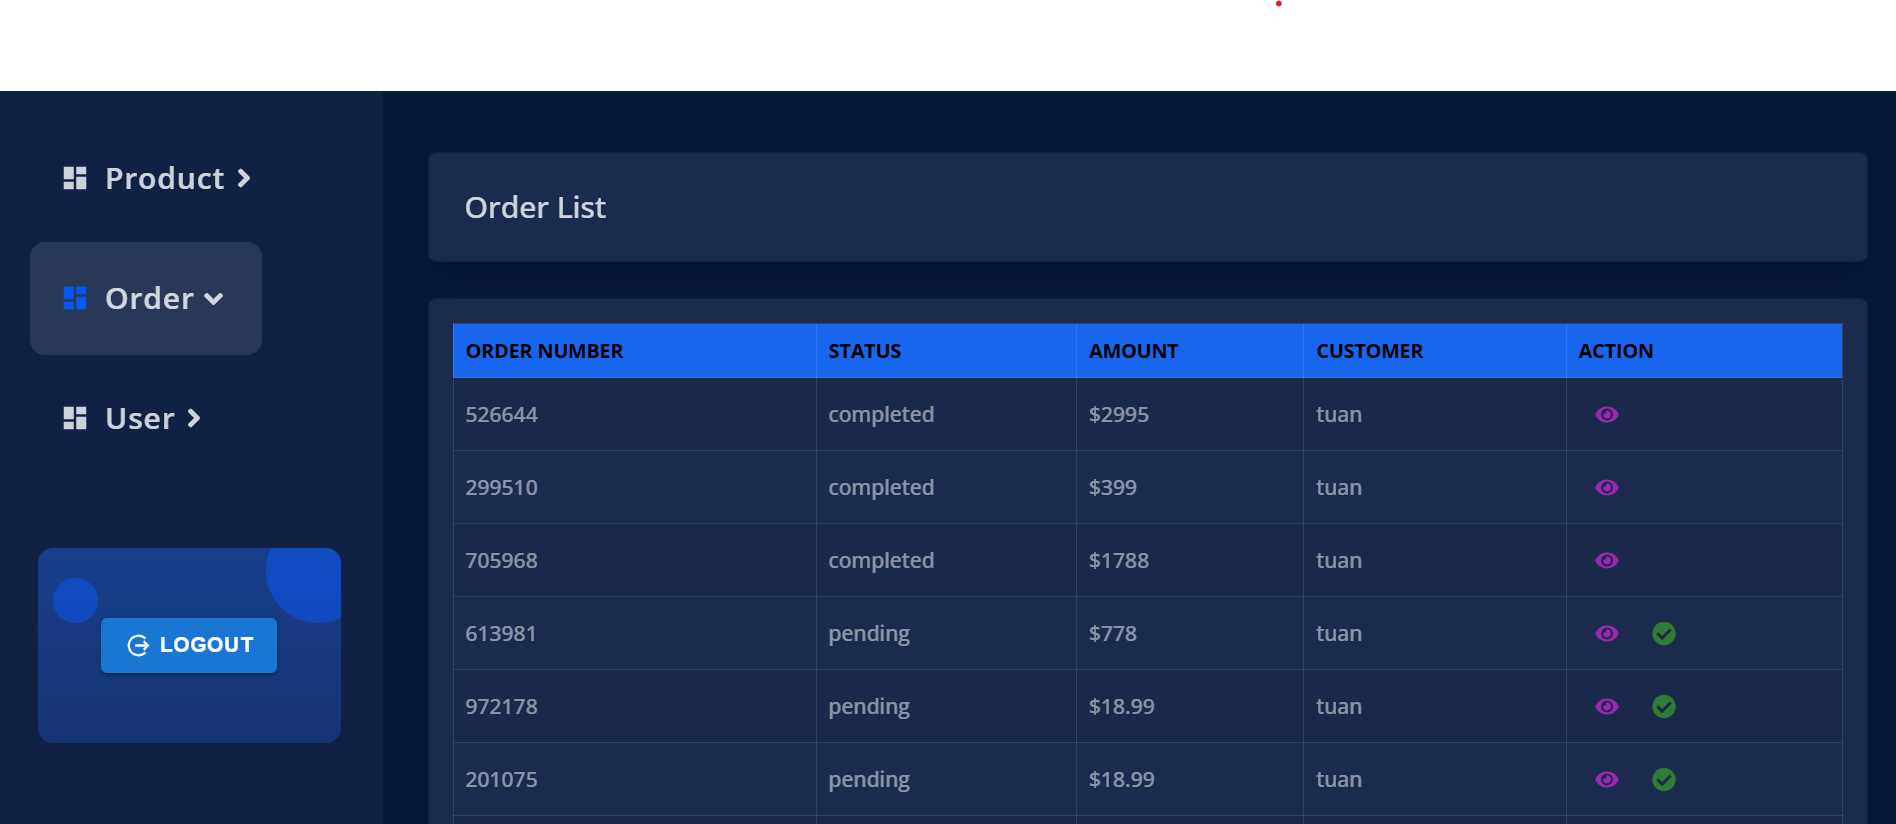 Product
Order
User
LOGOUT
Order List
ORDER NUMBER STATUS AMOUNT CUSTOMER ACTION
526644 completed $2995 tuan
299510 completed $399 tuan
705968 completed $1788 tuan
613981 pending $778 tuan
972178 pending $18.99 tuan
201075 pending $18.99 tuan